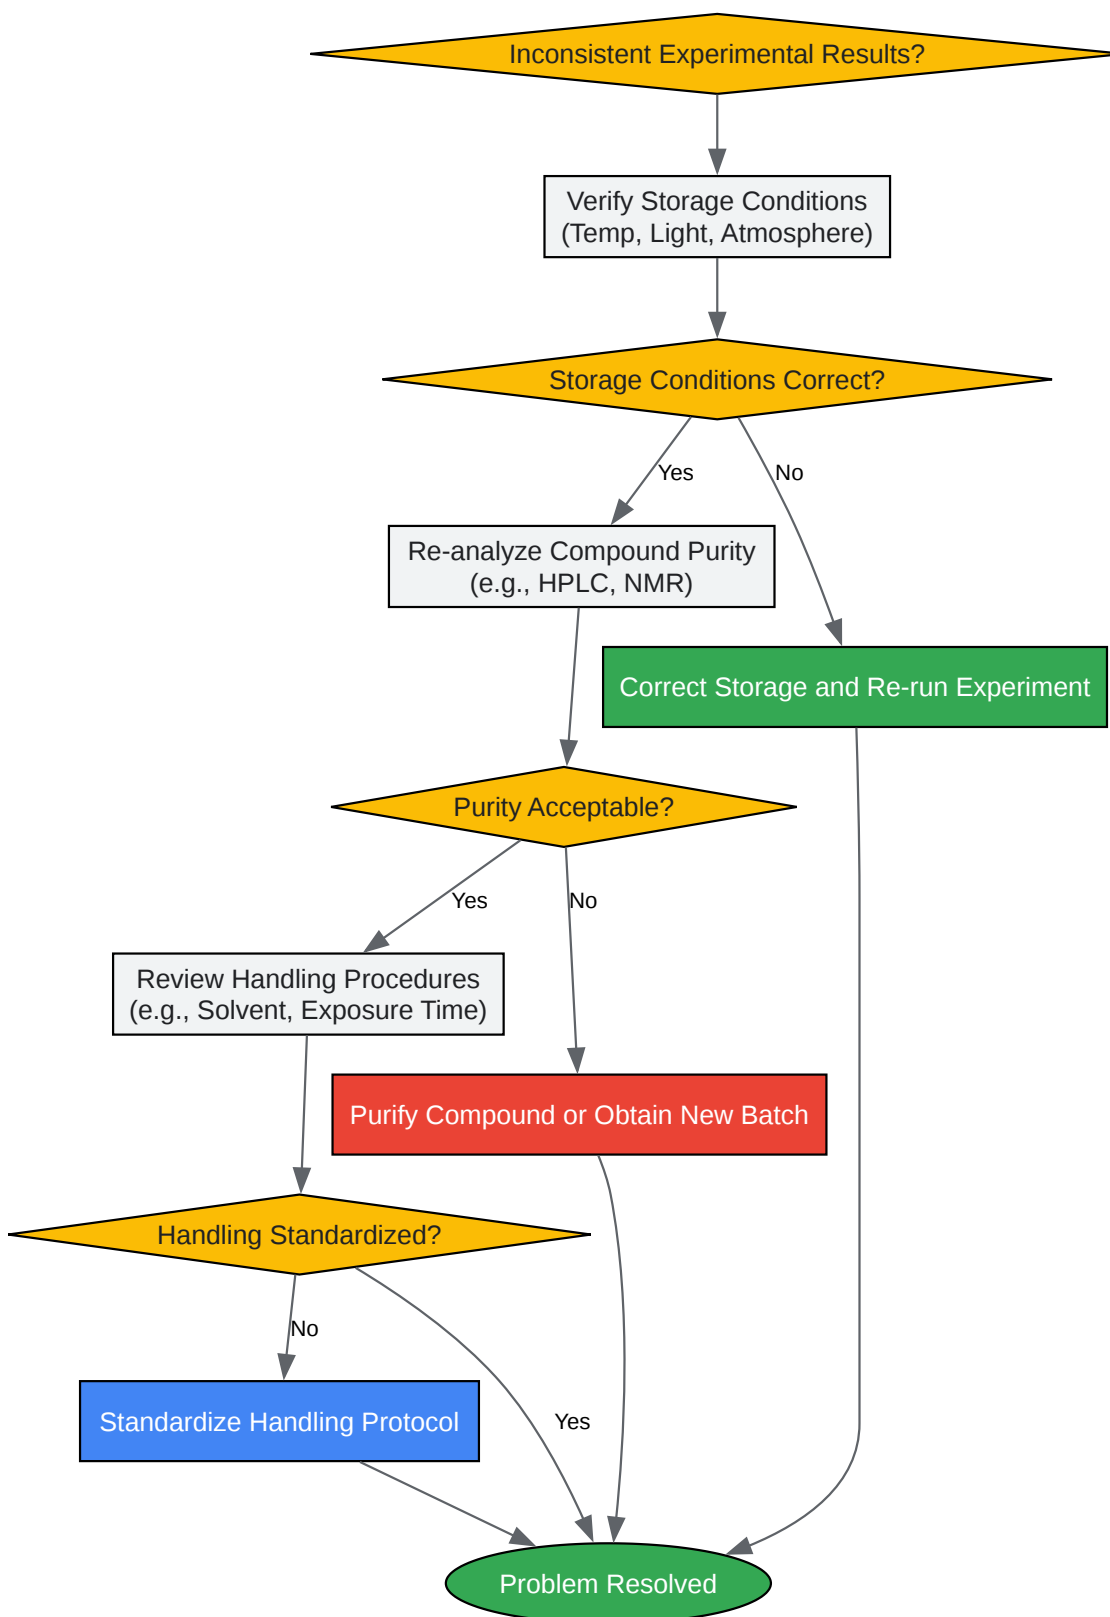 Inconsistent Experimental Results?
Verify Storage Conditions
(Temp, Light, Atmosphere)
Storage Conditions Correct?
Yes
No
Re-analyze Compound Purity
(e.g., HPLC, NMR)
Correct Storage and Re-run Experiment
Purity Acceptable?
Yes
No
Review Handling Procedures
(e.g., Solvent, Exposure Time)
Purify Compound or Obtain New Batch
Handling Standardized?
No
Yes
Standardize Handling Protocol
Problem Resolved